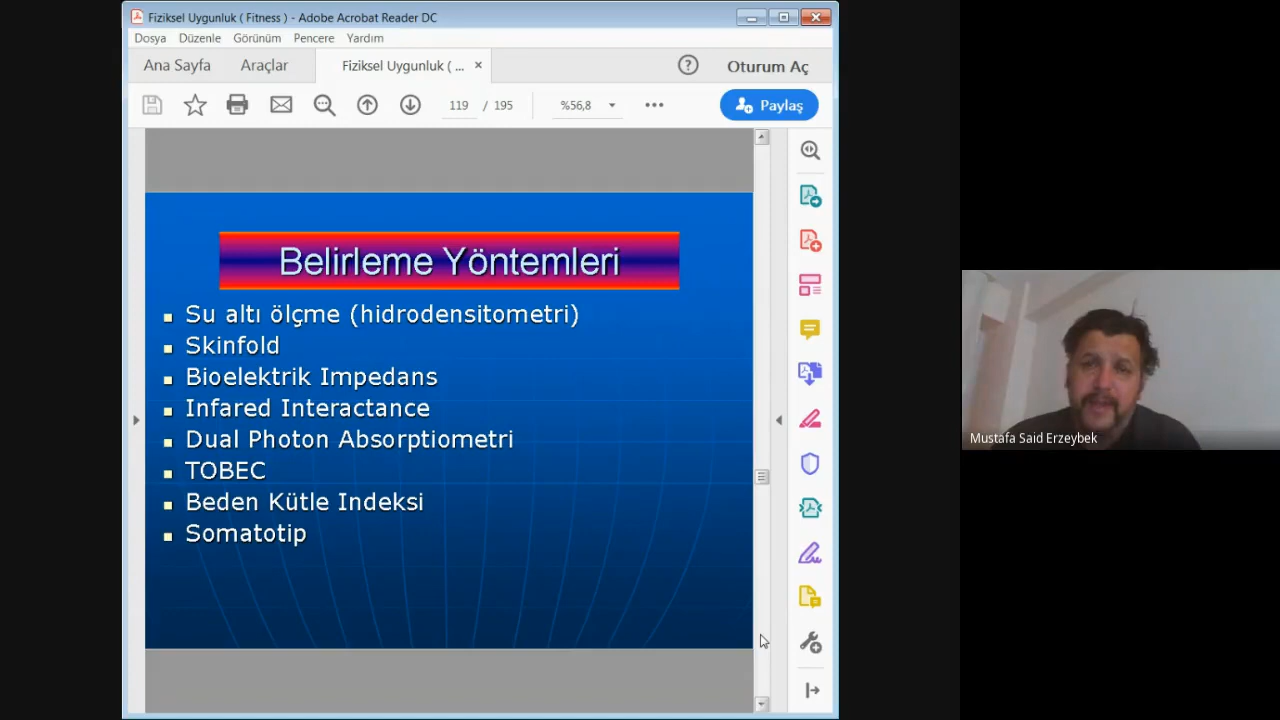 Fiziksel Uygunluk ( Fitness ) - Adobe Acrobat Reader DC
Dosya Düzenle Görünüm Pencere Yardım
Ana Sayfa Araçlar Fiziksel Uygunluk ( ... × ? Oturum Aç
119 / 195 %56,8 Paylaş
Belirleme Yöntemleri
Su altı ölçme (hidrodensitometri)
Skinfold
Bioelektrik Impedans
Infared Interactance
Dual Photon Absorptiometri
TOBEC
Beden Kütle Indeksi
Somatotip
Mustafa Said Erzeybek